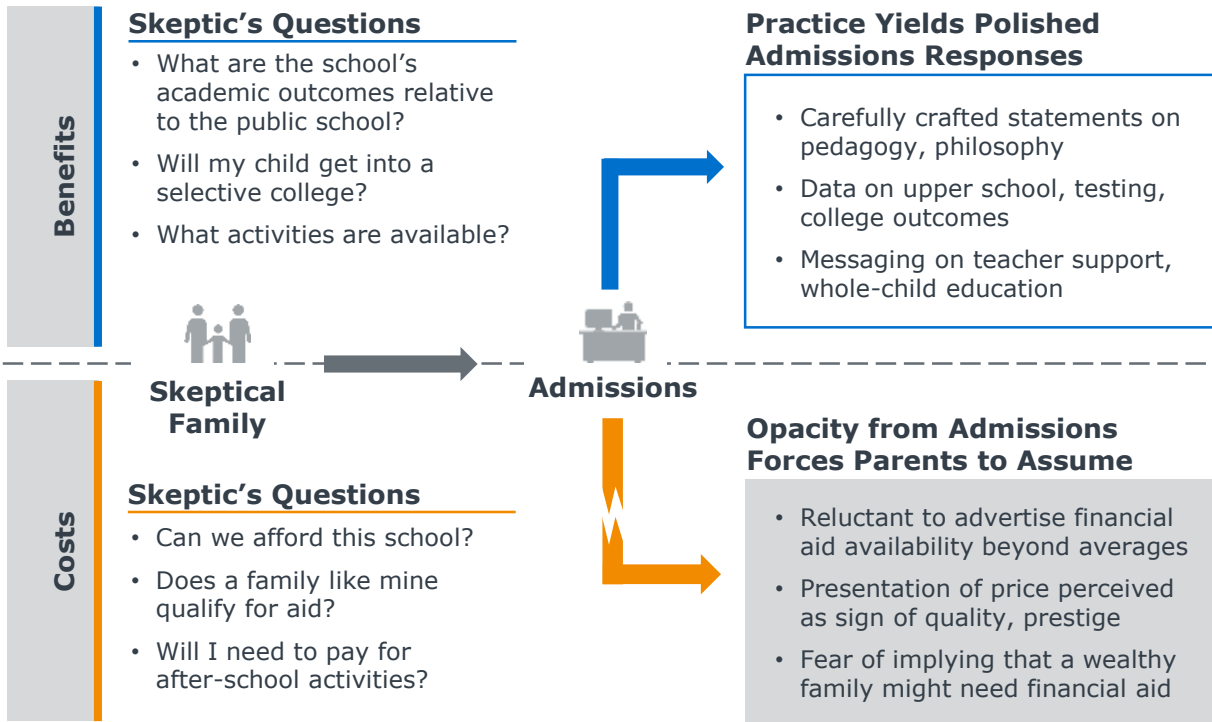 Benefits
Skeptic's Questions
• What are the school's
academic outcomes relative
to the public school?
• Will my child get into a
selective college?
• What activities are available?
Practice Yields Polished
Admissions Responses
• Carefully crafted statements on
pedagogy, philosophy
• Data on upper school, testing,
college outcomes
• Messaging on teacher support,
whole-child education
Skeptical
Family
Admissions
Costs
Skeptic's Questions
• Can we afford this school?
• Does a family like mine
qualify for aid?
• Will I need to pay for
after-school activities?
Opacity from Admissions
Forces Parents to Assume
• Reluctant to advertise financial
aid availability beyond averages
• Presentation of price perceived
as sign of quality, prestige
• Fear of implying that a wealthy
family might need financial aid